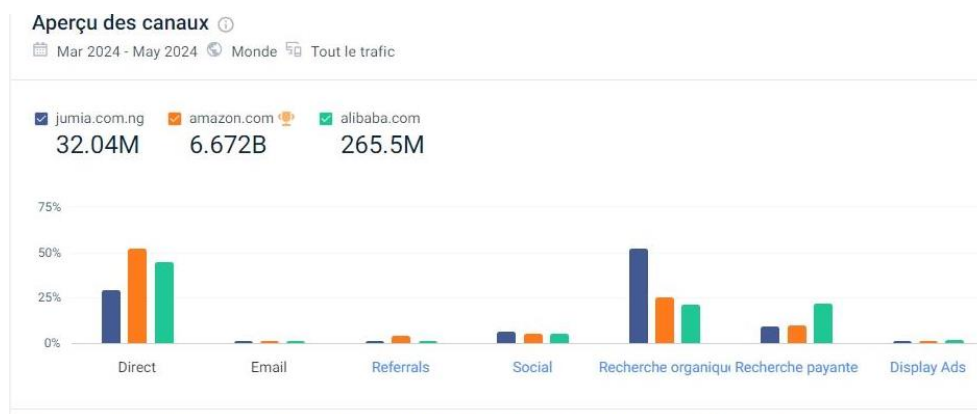 Aperçu des canaux
Mar 2024 - May 2024 Monde Tout le trafic
jumia.com.ng amazon.com alibaba.com
32.04M 6.672B 265.5M
75%
50%
25%
0%
Direct Email Referrals Social Recherche organiqu Recherche payante Display Ads